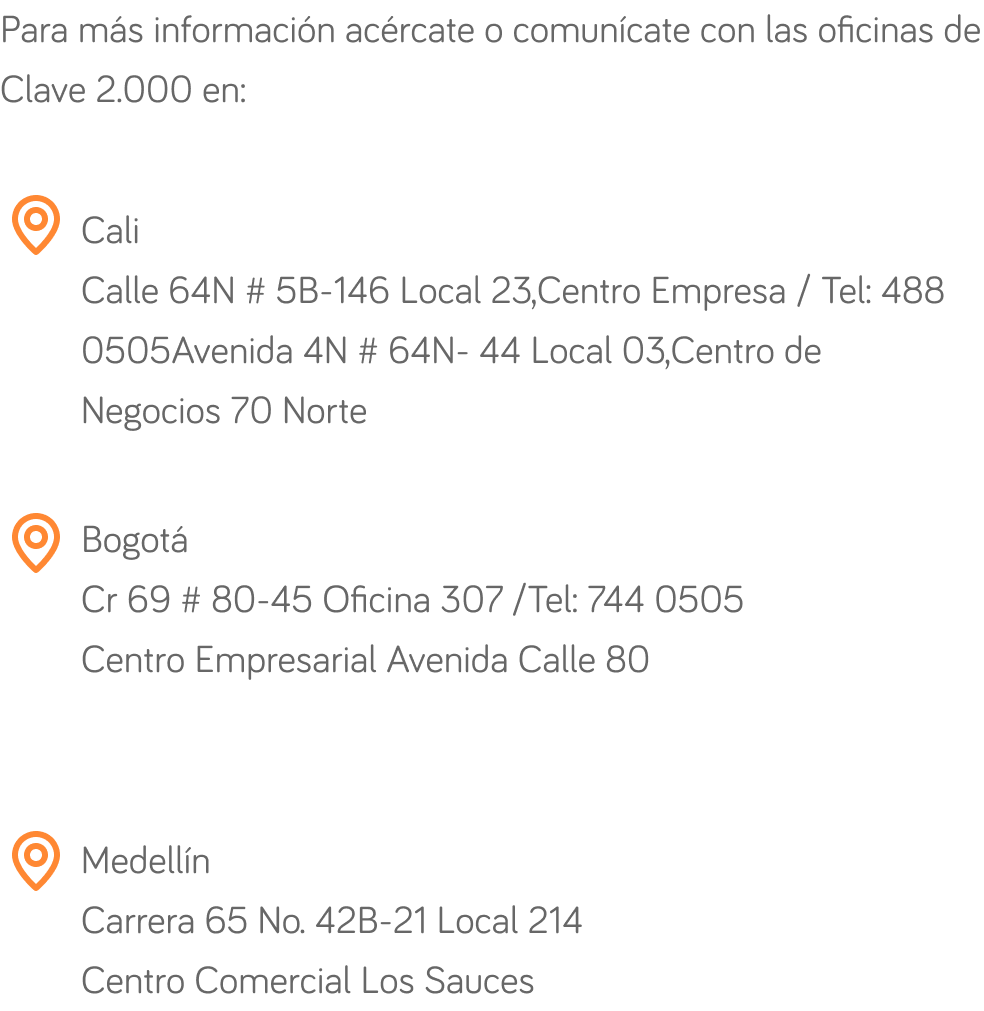 Para más información acércate o comunícate con las oficinas de
Clave 2.000 en:
Cali
Calle 64N # 5B-146 Local 23,Centro Empresa / Tel: 488
0505Avenida 4N # 64N- 44 Local 03,Centro de
Negocios 70 Norte
Bogotá
Cr 69 # 80-45 Oficina 307 /Tel: 744 0505
Centro Empresarial Avenida Calle 80
Medellín
Carrera 65 No. 42B-21 Local 214
Centro Comercial Los Sauces